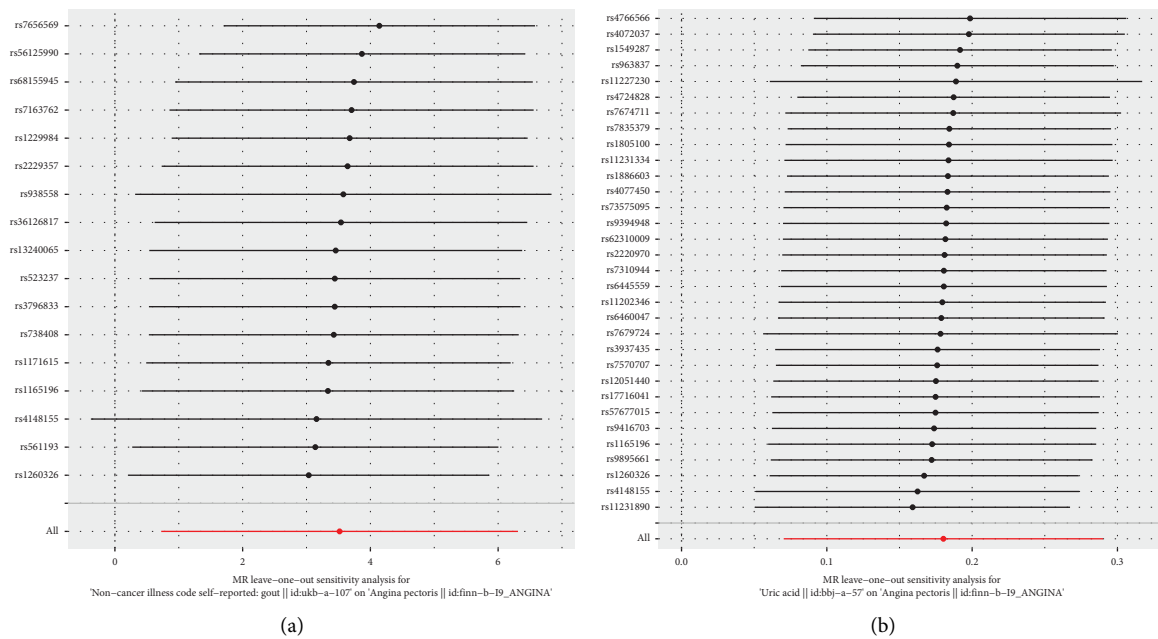 rs7656569
rs56125990
rs68155945
rs7163762
rs1229984
rs2229357
rs938558
rs36126817
rs13240065
rs523237
rs3796833
rs738408
rs1171615
rs1165196
rs4148155
rs561193
rs1260326
All
0 2 4 6
MR leave−one−out sensitivity analysis for
'Non−cancer illness code self−reported: gout || id:ukb−a−107' on 'Angina pectoris || id:finn−b−I9_ANGINA'
(a)
rs4766566
rs4072037
rs1549287
rs963837
rs11227230
rs4724828
rs7674711
rs7835379
rs1805100
rs11231334
rs1886603
rs4077450
rs73575095
rs9394948
rs62310009
rs2220970
rs7310944
rs6445559
rs11202346
rs6460047
rs7679724
rs3937435
rs7570707
rs12051440
rs17716041
rs57677015
rs9416703
rs1165196
rs9895661
rs1260326
rs4148155
rs11231890
All
0.0 0.1 0.2 0.3
MR leave−one−out sensitivity analysis for
'Uric acid || id:bbj−a−57' on 'Angina pectoris || id:finn−b−I9_ANGINA'
(b)